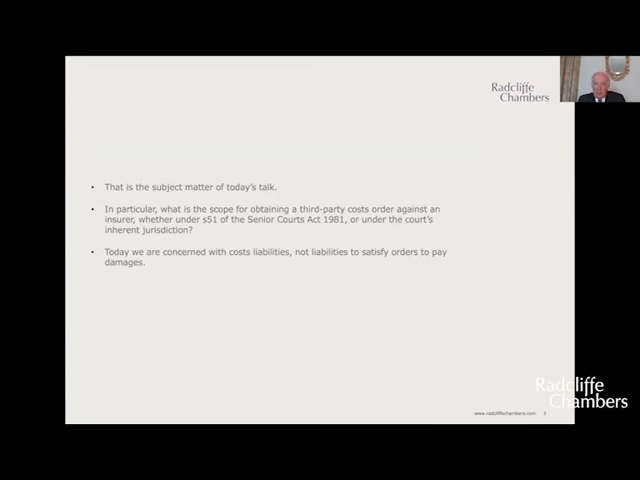 Radcliffe
Chambers
• That is the subject matter of today's talk.
• In particular, what is the scope for obtaining a third-party costs order against an
insurer, whether under s51 of the Senior Courts Act 1981, or under the court's
inherent jurisdiction?
• Today we are concerned with costs liabilities, not liabilities to satisfy orders to pay
damages.
Radcliffe
Chambers
www.radcliffechambers.com 3